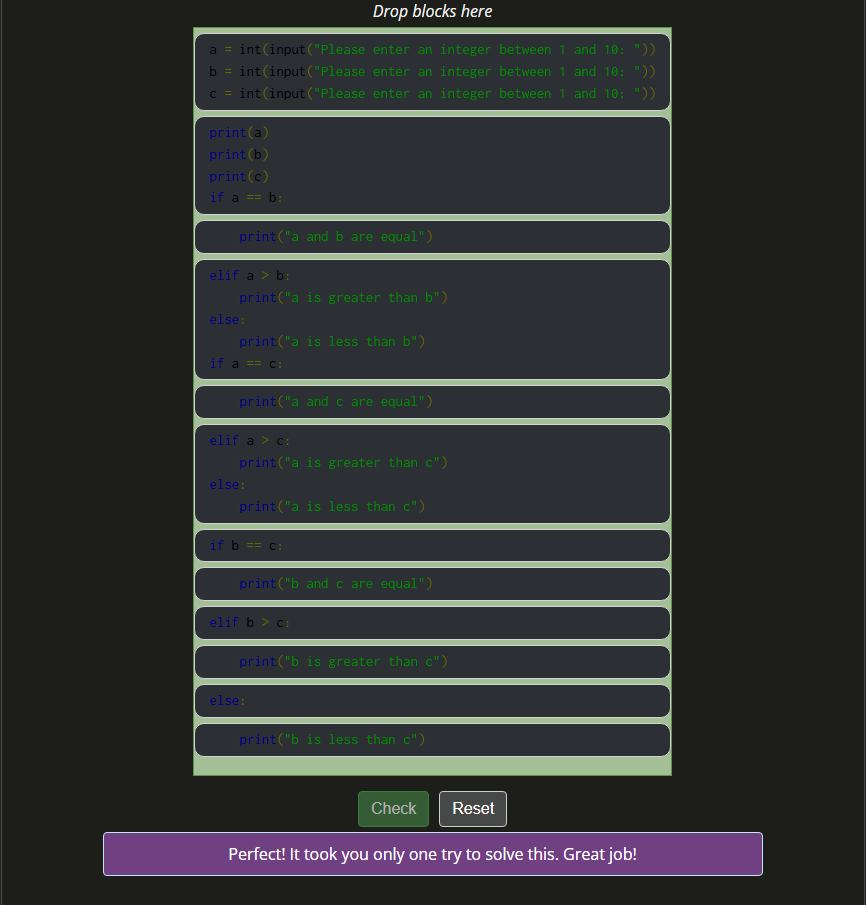 Drop blocks here
a = int(input("Please enter an integer between 1 and 10: "))
b = int(input("Please enter an integer between 1 and 10: "))
c = int(input("Please enter an integer between 1 and 10: "))
print(a)
print(b)
print(c)
if a == b:
    print("a and b are equal")
elif a > b:
    print("a is greater than b")
else:
    print("a is less than b")
if a == c:
    print("a and c are equal")
elif a > c:
    print("a is greater than c")
else:
    print("a is less than c")
if b == c:
    print("b and c are equal")
elif b > c:
    print("b is greater than c")
else:
    print("b is less than c")
Check Reset
Perfect! It took you only one try to solve this. Great job!